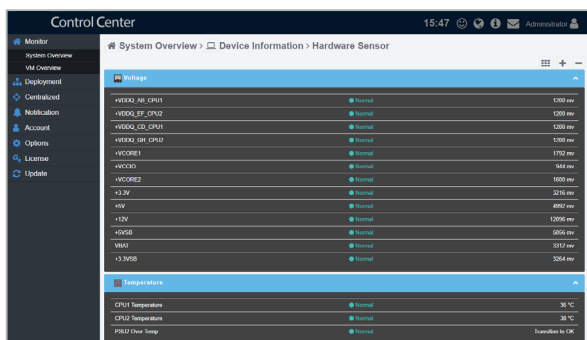 Control Center
15:47 Administrator
Monitor
System Overview
VM Overview
Deployment
Centralized
Notification
Account
Options
License
Update
System Overview › Device Information › Hardware Sensor
Voltage
+VDDQ_AB_CPU1 Normal 1200 mv
+VDDQ_EF_CPU2 Normal 1200 mv
+VDDQ_CD_CPU1 Normal 1200 mv
+VDDQ_GH_CPU2 Normal 1200 mv
+VCORE1 Normal 1792 mv
+VCCIO Normal 944 mv
+VCORE2 Normal 1600 mv
+3.3V Normal 3216 mv
+5V Normal 4992 mv
+12V Normal 12096 mv
+5VSB Normal 5056 mv
VBAT Normal 3312 mv
+3.3VSB Normal 3264 mv
Temperature
CPU1 Temperature Normal 36 °C
CPU2 Temperature Normal 30 °C
PSU2 Over Temp Normal Transition to OK